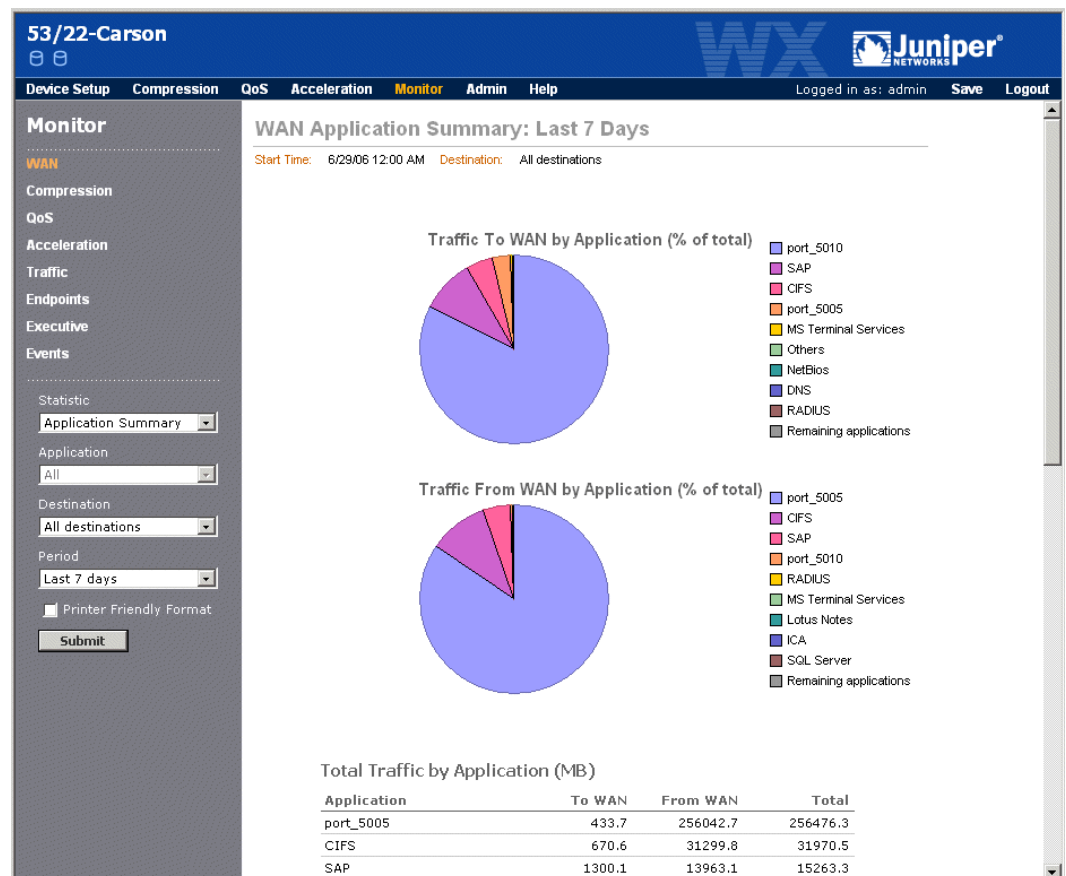 53/22-Carson
WX
Juniper®
NETWORKS
Device Setup Compression QoS Acceleration Monitor Admin Help Logged in as: admin Save Logout
Monitor
WAN
Compression
QoS
Acceleration
Traffic
Endpoints
Executive
Events
Statistic
Application Summary
Application
All
Destination
All destinations
Period
Last 7 days
Printer Friendly Format
Submit
WAN Application Summary: Last 7 Days
Start Time: 6/29/06 12:00 AM Destination: All destinations
Traffic To WAN by Application (% of total)
port_5010
SAP
CIFS
port_5005
MS Terminal Services
Others
NetBios
DNS
RADIUS
Remaining applications
Traffic From WAN by Application (% of total)
port_5005
CIFS
SAP
port_5010
RADIUS
MS Terminal Services
Lotus Notes
ICA
SQL Server
Remaining applications
Total Traffic by Application (MB)
Application To WAN From WAN Total
port_5005 433.7 256042.7 256476.3
CIFS 670.6 31299.8 31970.5
SAP 1300.1 13963.1 15263.3